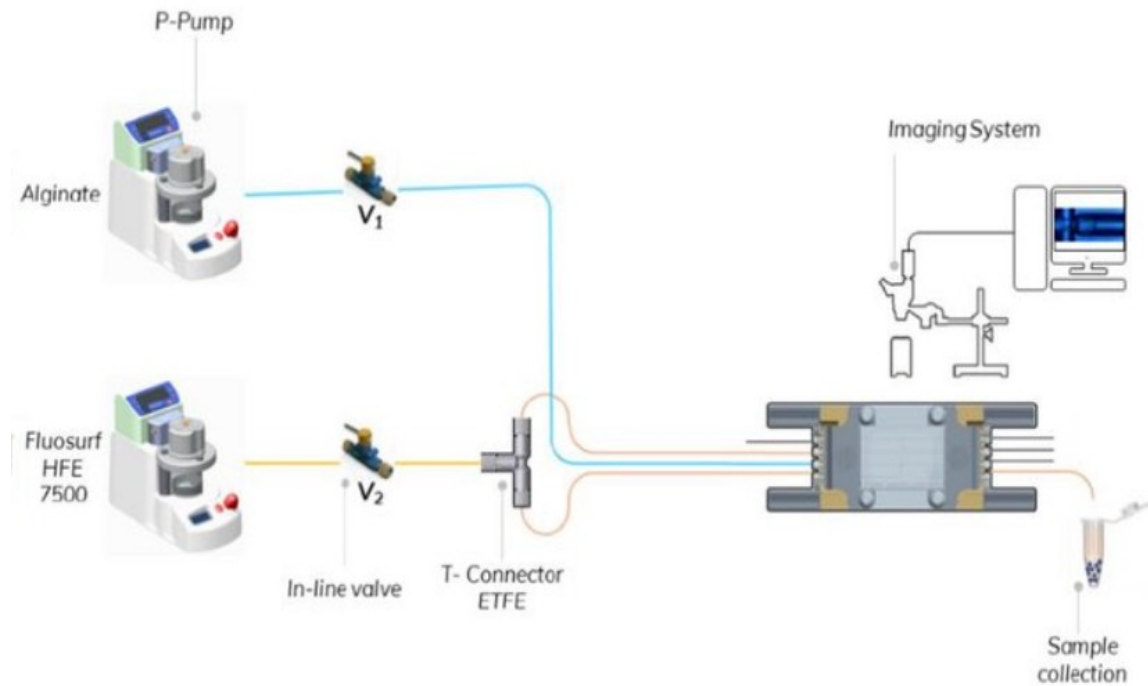 P-Pump
Imaging System
Alginate
V1
Fluosurf
HFE
7500
V2
In-line valve
T- Connector
ETFE
Sample
collection